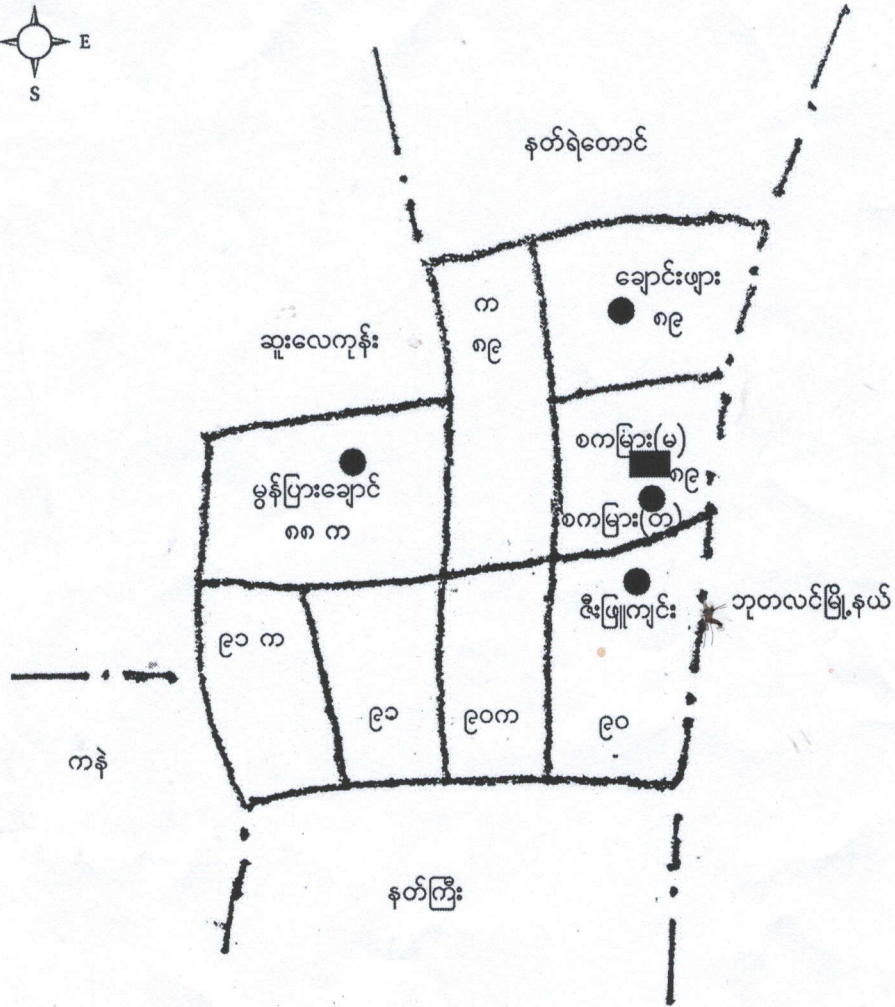 E
S
နတ်ရဲတောင်
ချောင်းဖျား
၈၉
က
၈၉
ဆူးလေကုန်း
စကမြား(မ)
၈၉
စကမြား(တ)
မွန်ပြားချောင်
၈၈ က
ဇီးဖြူကျင်း
ဘုတလင်မြို့နယ်
၉၁ က
၉၁
၉၀က
၉၀
ကနဲ
နတ်ကြီး